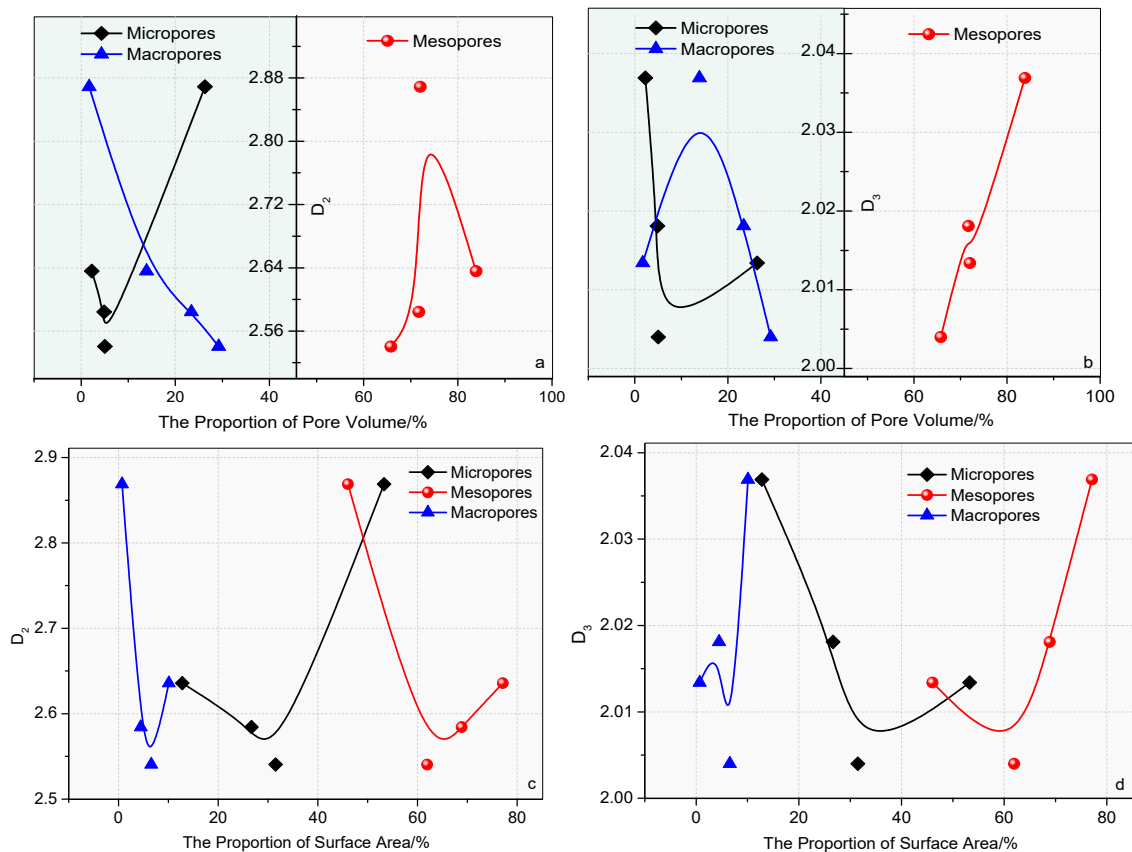 Micropores
Macropores
Mesopores
2.88
2.80
2.72
2.64
2.56
D2
a
0 20 40 60 80 100
The Proportion of Pore Volume/%
Micropores
Macropores
Mesopores
2.04
2.03
2.02
2.01
2.00
D3
b
0 20 40 60 80 100
The Proportion of Pore Volume/%
Micropores
Mesopores
Macropores
2.9
2.8
2.7
2.6
2.5
D2
c
0 20 40 60 80
The Proportion of Surface Area/%
Micropores
Mesopores
Macropores
2.04
2.03
2.02
2.01
2.00
D3
d
0 20 40 60 80
The Proportion of Surface Area/%